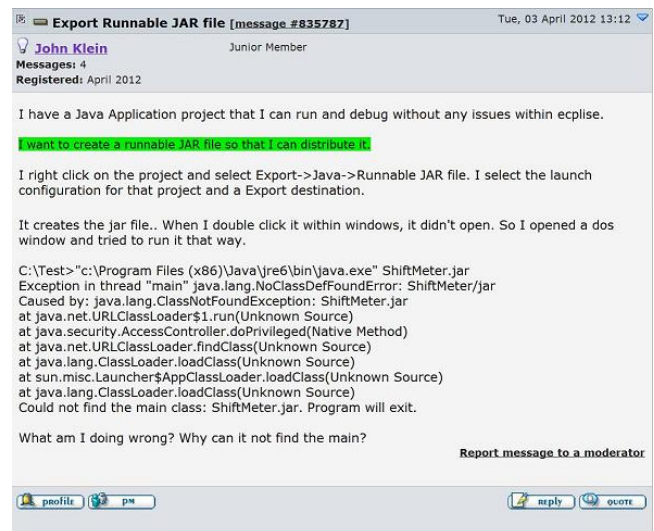 Export Runnable JAR file [message #835787]
Tue, 03 April 2012 13:12
John Klein
Junior Member
Messages: 4
Registered: April 2012
I have a Java Application project that I can run and debug without any issues within ecplise.
I want to create a runnable JAR file so that I can distribute it.
I right click on the project and select Export->Java->Runnable JAR file. I select the launch
configuration for that project and a Export destination.
It creates the jar file.. When I double click it within windows, it didn't open. So I opened a dos
window and tried to run it that way.
C:\Test>"c:\Program Files (x86)\Java\jre6\bin\java.exe" ShiftMeter.jar
Exception in thread "main" java.lang.NoClassDefFoundError: ShiftMeter/jar
Caused by: java.lang.ClassNotFoundException: ShiftMeter.jar
at java.net.URLClassLoader$1.run(Unknown Source)
at java.security.AccessController.doPrivileged(Native Method)
at java.net.URLClassLoader.findClass(Unknown Source)
at java.lang.ClassLoader.loadClass(Unknown Source)
at sun.misc.Launcher$AppClassLoader.loadClass(Unknown Source)
at java.lang.ClassLoader.loadClass(Unknown Source)
Could not find the main class: ShiftMeter.jar. Program will exit.
What am I doing wrong? Why can it not find the main?
Report message to a moderator
profile
PM
REPLY
QUOTE